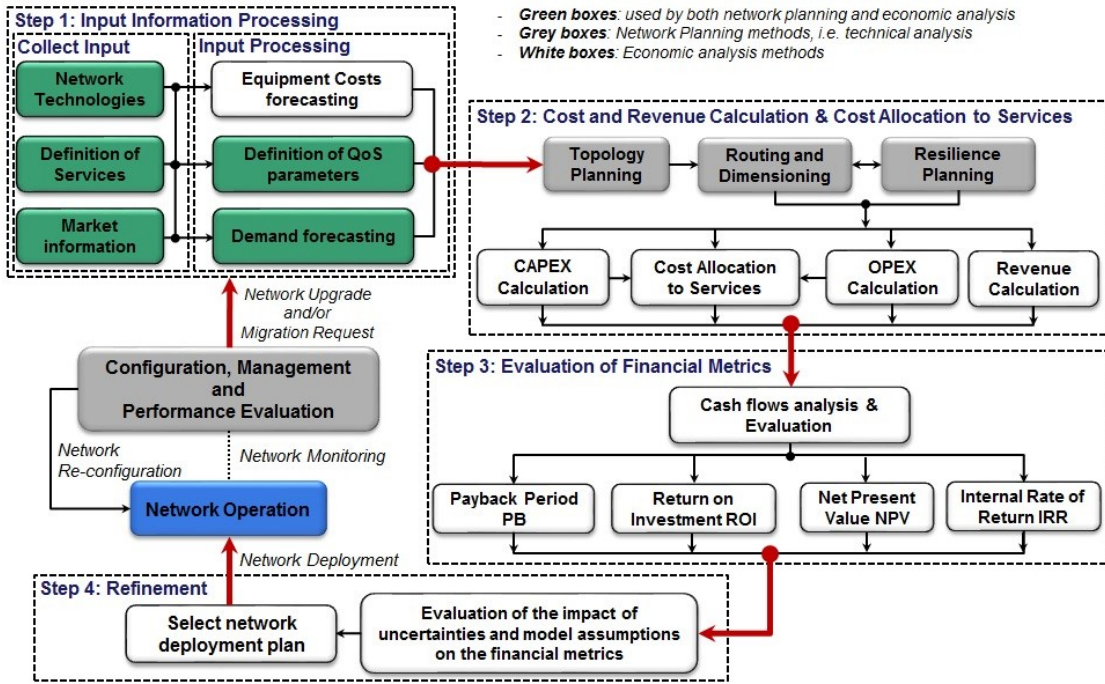 Step 1: Input Information Processing
Collect Input
Input Processing
Network
Technologies
Equipment Costs
forecasting
Definition of
Services
Definition of QoS
parameters
Market
information
Demand forecasting
- Green boxes: used by both network planning and economic analysis
- Grey boxes: Network Planning methods, i.e. technical analysis
- White boxes: Economic analysis methods
Step 2: Cost and Revenue Calculation & Cost Allocation to Services
Topology
Planning
Routing and
Dimensioning
Resilience
Planning
CAPEX
Calculation
Cost Allocation
to Services
OPEX
Calculation
Revenue
Calculation
Network Upgrade
and/or
Migration Request
Configuration, Management
and
Performance Evaluation
Network
Re-configuration
Network Monitoring
Network Operation
Network Deployment
Step 3: Evaluation of Financial Metrics
Cash flows analysis &
Evaluation
Payback Period
PB
Return on
Investment ROI
Net Present
Value NPV
Internal Rate of
Return IRR
Step 4: Refinement
Select network
deployment plan
Evaluation of the impact of
uncertainties and model assumptions
on the financial metrics